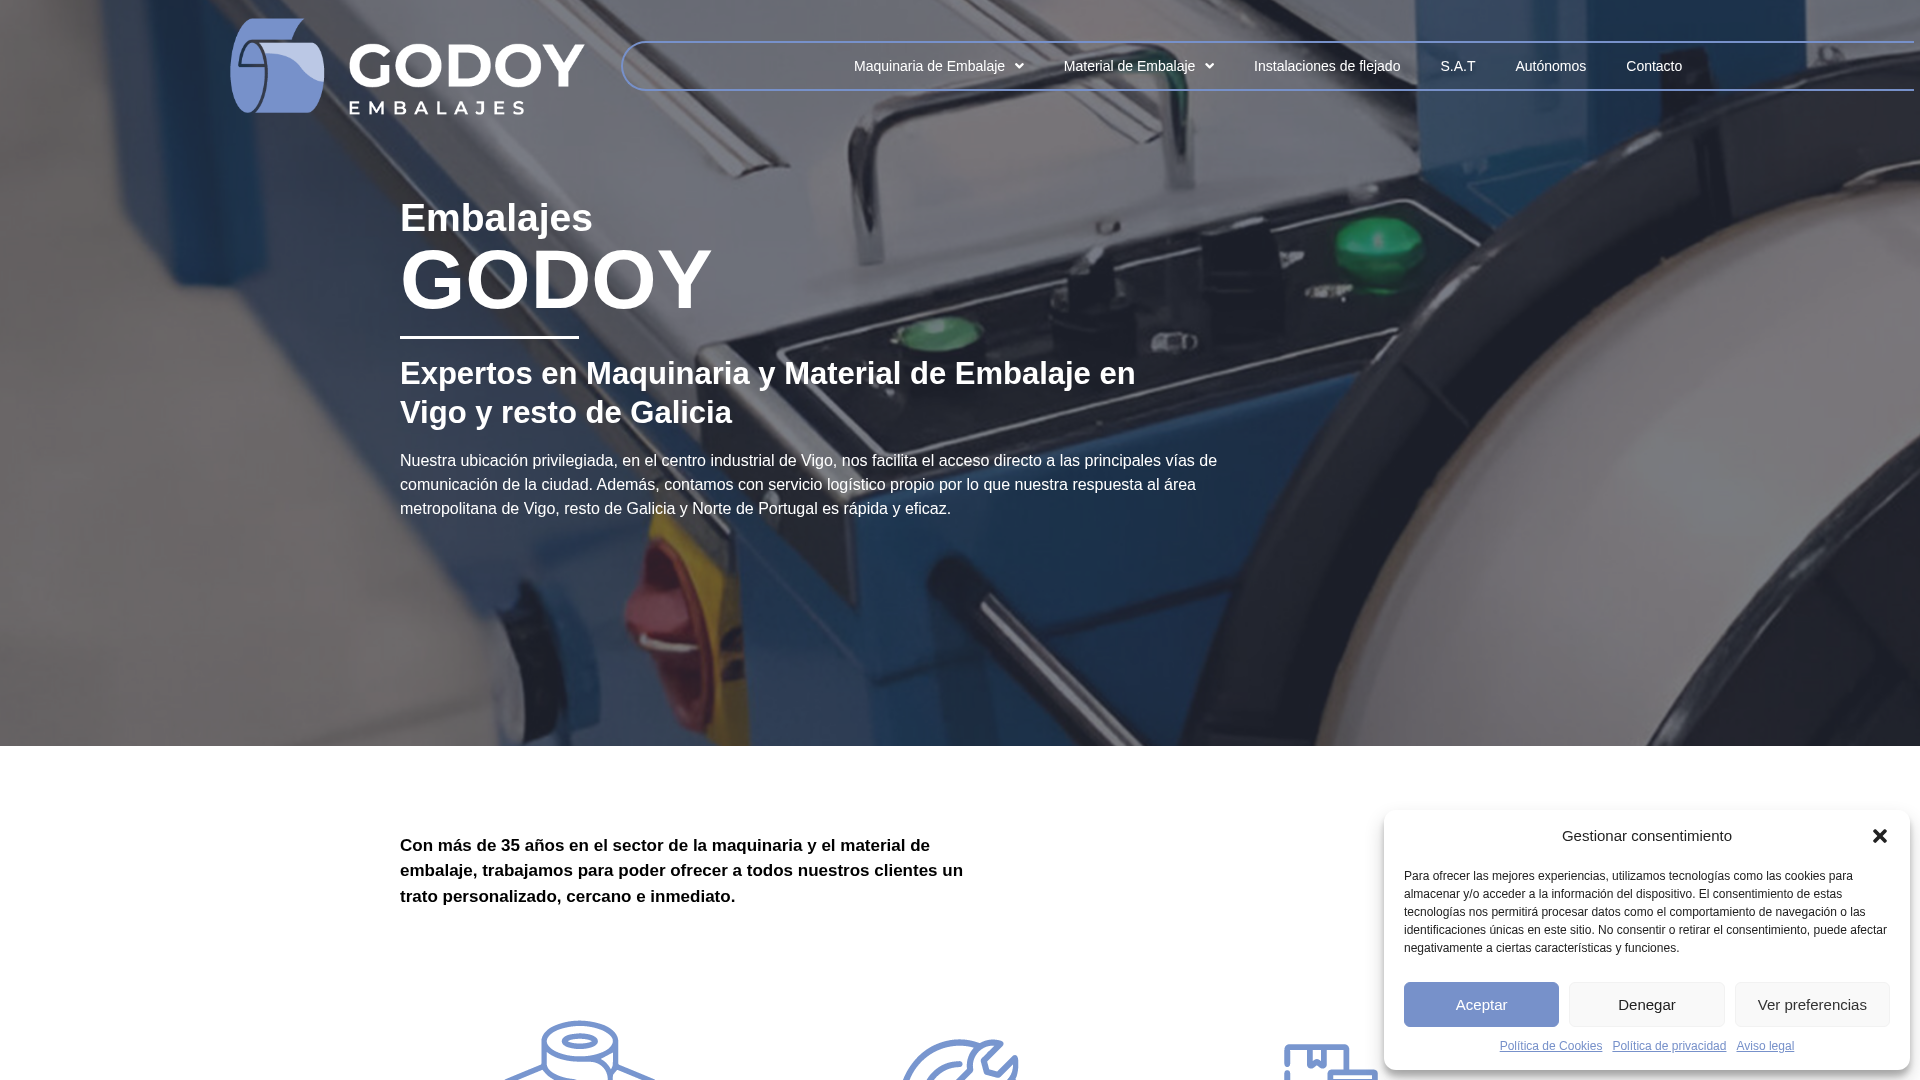 GODOY
EMBALAJES
Maquinaria de Embalaje
Material de Embalaje
Instalaciones de flejado
S.A.T
Autónomos
Contacto
Embalajes
GODOY
Expertos en Maquinaria y Material de Embalaje en
Vigo y resto de Galicia
Nuestra ubicación privilegiada, en el centro industrial de Vigo, nos facilita el acceso directo a las principales vías de
comunicación de la ciudad. Además, contamos con servicio logístico propio por lo que nuestra respuesta al área
metropolitana de Vigo, resto de Galicia y Norte de Portugal es rápida y eficaz.
Con más de 35 años en el sector de la maquinaria y el material de
embalaje, trabajamos para poder ofrecer a todos nuestros clientes un
trato personalizado, cercano e inmediato.
Gestionar consentimiento
Para ofrecer las mejores experiencias, utilizamos tecnologías como las cookies para
almacenar y/o acceder a la información del dispositivo. El consentimiento de estas
tecnologías nos permitirá procesar datos como el comportamiento de navegación o las
identificaciones únicas en este sitio. No consentir o retirar el consentimiento, puede afectar
negativamente a ciertas características y funciones.
Aceptar
Denegar
Ver preferencias
Política de Cookies
Política de privacidad
Aviso legal